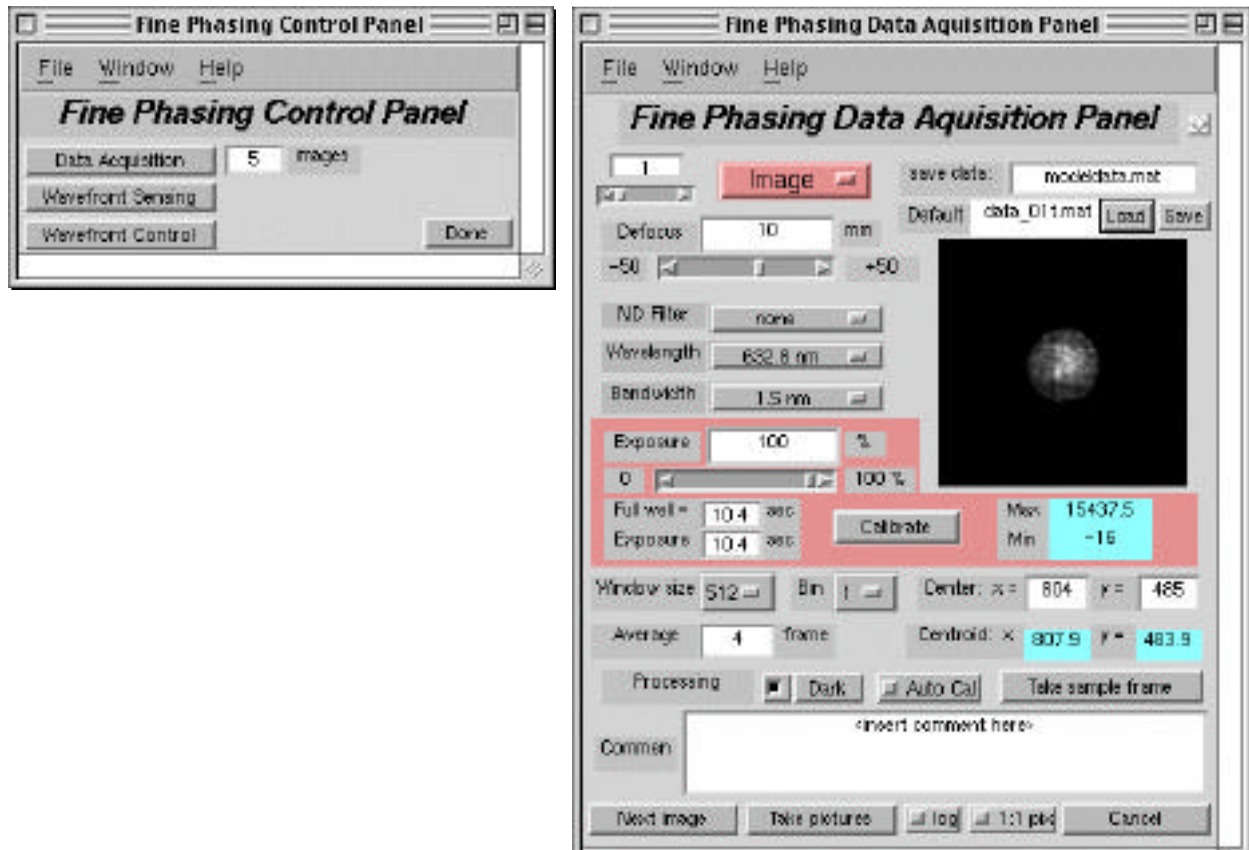 Fine Phasing Control Panel
File Window Help
Fine Phasing Control Panel
Data Acquisition 5 images
Wavefront Sensing
Wavefront Control Done
Fine Phasing Data Aquisition Panel
File Window Help
Fine Phasing Data Aquisition Panel
1 Image save data: modeldata.mat
Default data_011.mat Load Save
Defocus 10 mm
-50 +50
ND Filter none
Wavelength 632.8 nm
Bandwidth 1.5 nm
Exposure 100 %
0 100 %
Full well = 10.4 sec Calibrate Max 15437.5
Exposure 10.4 sec Min -16
Window size 512 Bin 1 Center: x = 804 y = 485
Average 4 frame Centroid: x 807.9 y = 483.9
Processing Dark Auto Cal Take sample frame
<insert comment here>
Commen
Next image Take pictures log 1:1 pix Cancel